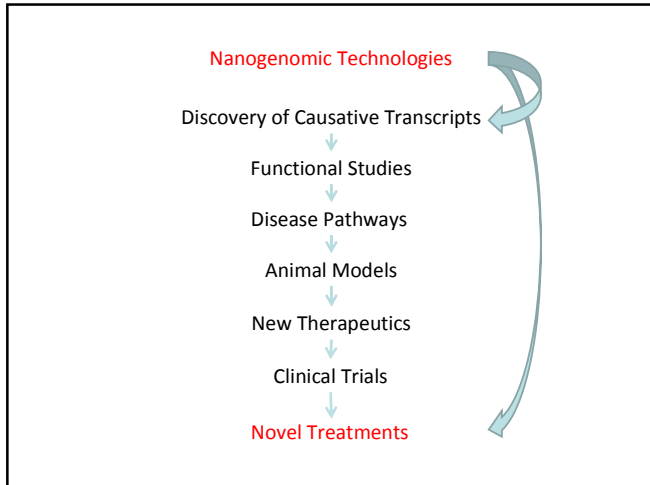 Nanogenomic Technologies
Discovery of Causative Transcripts
Functional Studies
Disease Pathways
Animal Models
New Therapeutics
Clinical Trials
Novel Treatments